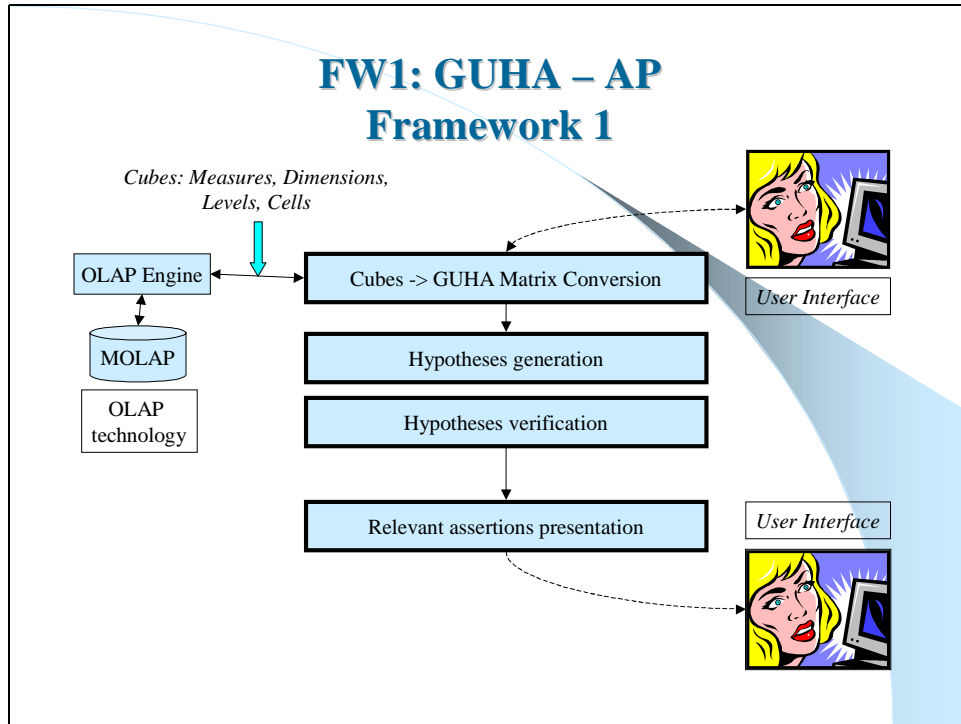 FW1: GUHA – AP
Framework 1
Cubes: Measures, Dimensions,
Levels, Cells
OLAP Engine
Cubes -> GUHA Matrix Conversion
User Interface
MOLAP
Hypotheses generation
OLAP
technology
Hypotheses verification
Relevant assertions presentation
User Interface